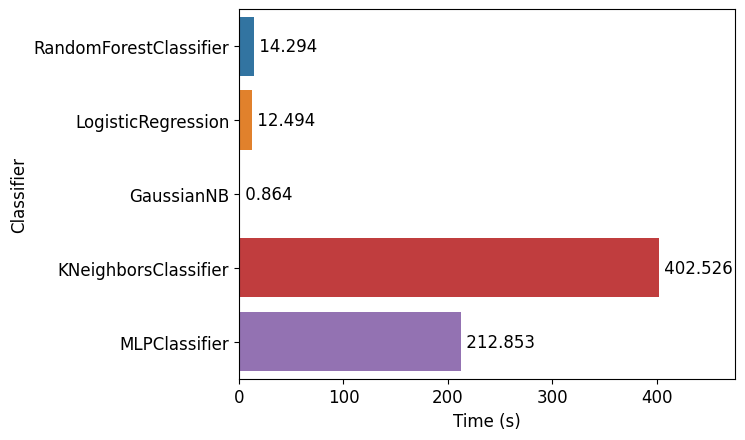 RandomForestClassifier 14.294
LogisticRegression 12.494
GaussianNB 0.864
KNeighborsClassifier 402.526
MLPClassifier 212.853
Classifier
0 100 200 300 400
Time (s)